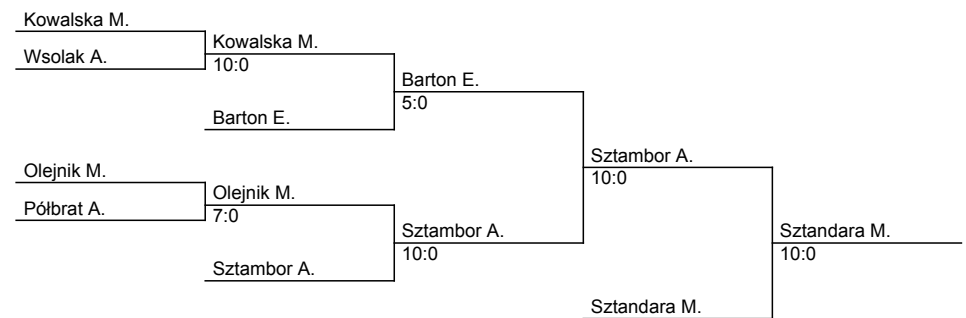 Kowalska M.
Wsolak A.
Kowalska M.
10:0
Barton E.
Barton E.
5:0
Olejnik M.
Półbrat A.
Olejnik M.
7:0
Sztambor A.
Sztambor A.
10:0
Sztambor A.
10:0
Sztandara M.
Sztandara M.
10:0